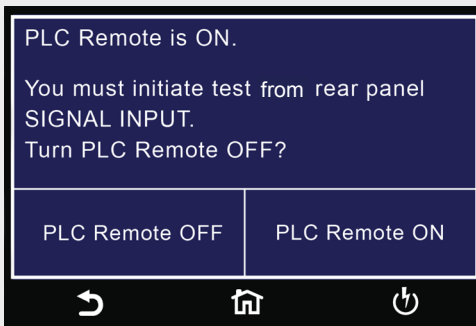 PLC Remote is ON.
You must initiate test from rear panel
SIGNAL INPUT.
Turn PLC Remote OFF?
PLC Remote OFF
PLC Remote ON